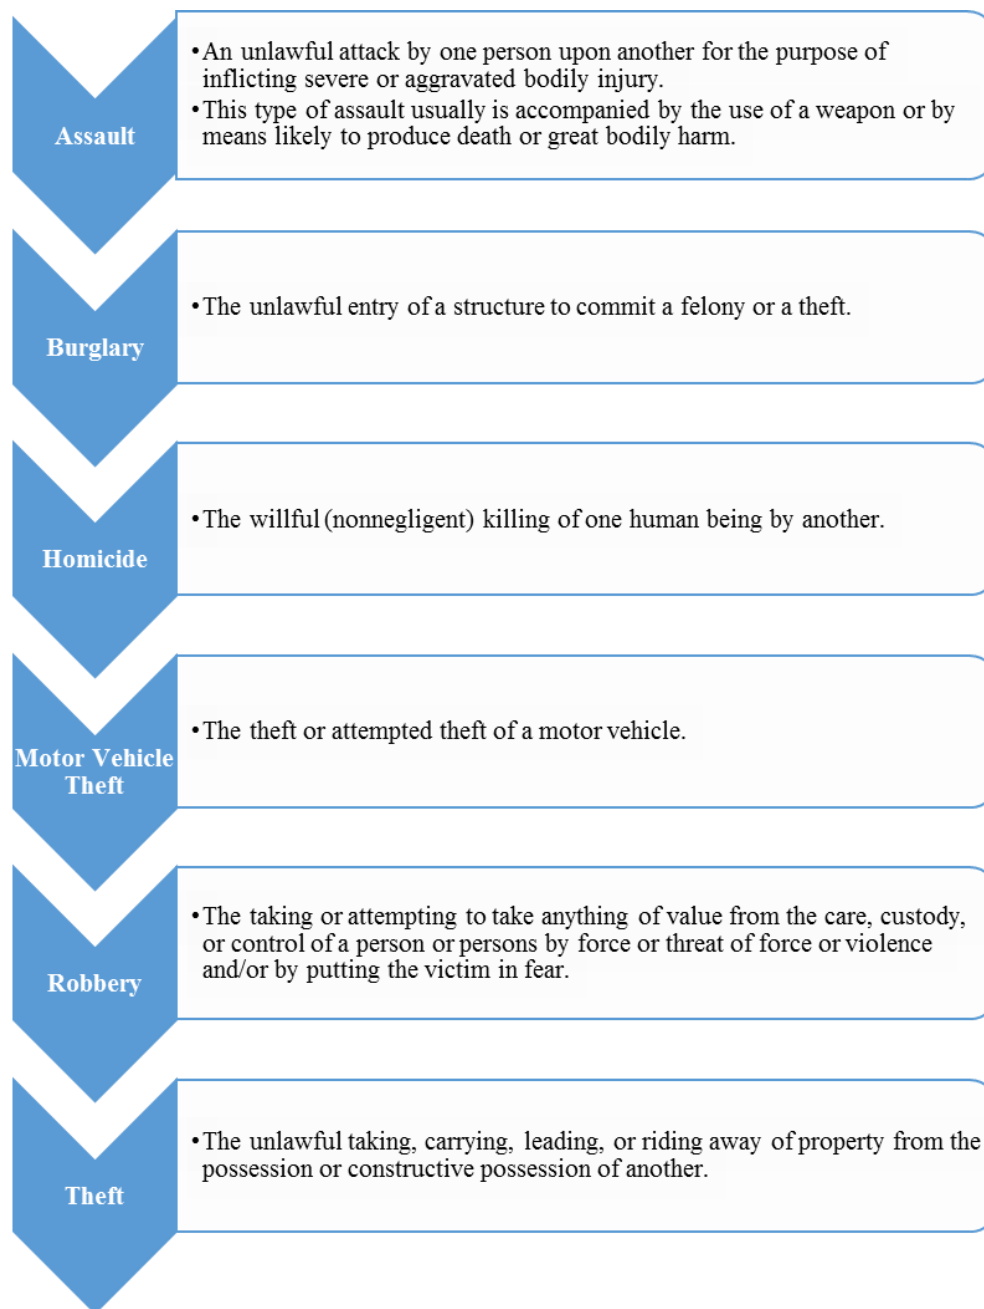 Assault
•An unlawful attack by one person upon another for the purpose of
inflicting severe or aggravated bodily injury.
•This type of assault usually is accompanied by the use of a weapon or by
means likely to produce death or great bodily harm.
Burglary
•The unlawful entry of a structure to commit a felony or a theft.
Homicide
•The willful (nonnegligent) killing of one human being by another.
Motor Vehicle
Theft
•The theft or attempted theft of a motor vehicle.
Robbery
•The taking or attempting to take anything of value from the care, custody,
or control of a person or persons by force or threat of force or violence
and/or by putting the victim in fear.
Theft
•The unlawful taking, carrying, leading, or riding away of property from the
possession or constructive possession of another.